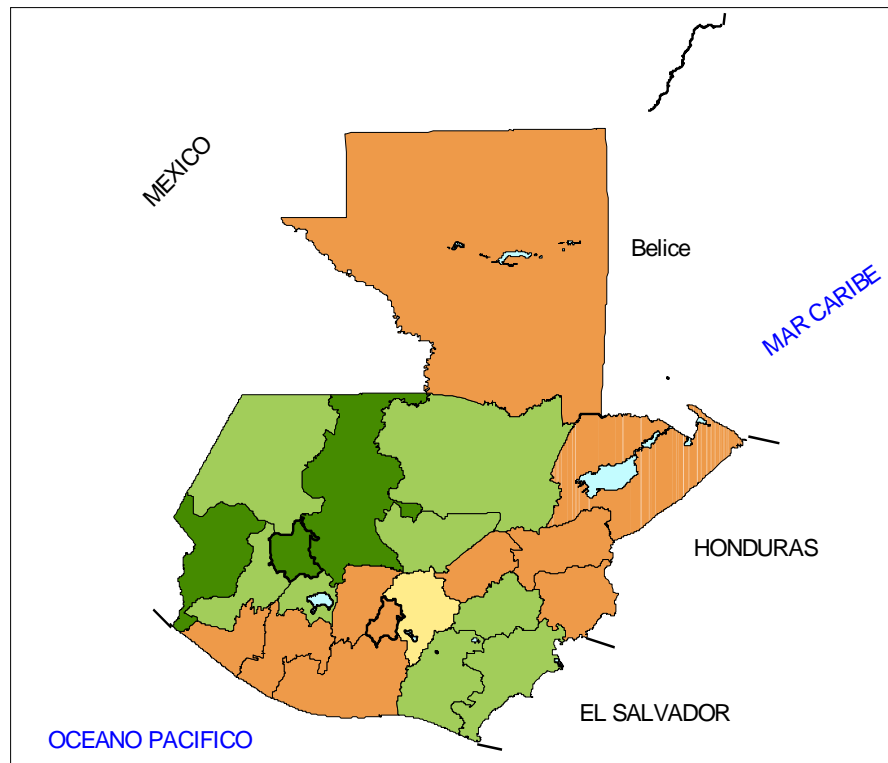 MEXICO
Belice
MAR CARIBE
HONDURAS
EL SALVADOR
OCEANO PACIFICO